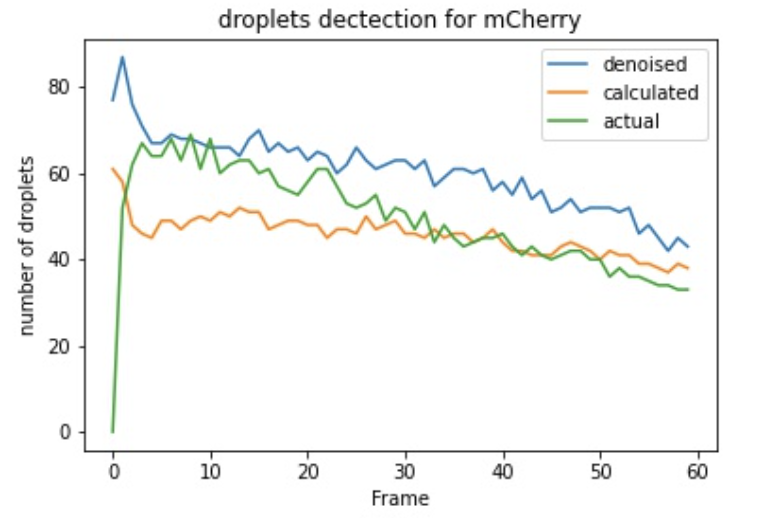 droplets dectection for mCherry
denoised
calculated
actual
number of droplets
80
60
40
20
0
0 10 20 30 40 50 60
Frame